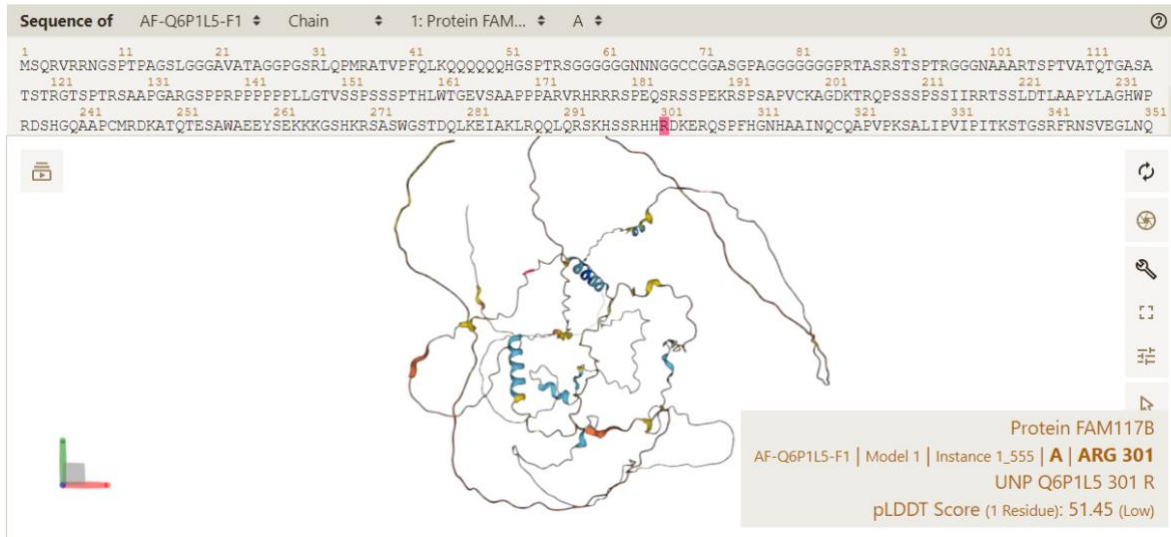 Sequence of AF-Q6P1L5-F1 Chain 1: Protein FAM... A
1 11 21 31 41 51 61 71 81 91 101 111
MSQRVRRNGSPTPAGSLGGGAVATAGGPGSRLQPMRATVPFQLKQQQQQQHGSPTRSGGGGGGNNNGGCCGGASGPAGGGGGGGPRTASRSTSPTRGGGNAAARTSPTVATQTGASA
121 131 141 151 161 171 181 191 201 211 221 231
TSTRGTSPTRSAAPGARGSPPRPPPPPPLLGTVSSPSSSPTHLWTGEVSAAPPPARVRHRRRSPEQSRSSPEKRSPSAPVCKAGDKTRQPSSSPSSIIRRTSSLDTLAAPYLAGHWP
241 251 261 271 281 291 301 311 321 331 341 351
RDSHGQAAPCMRDKATQTESAWAEEYSEKKKGSHKRSASWGSTDQLKEIAKLRQQLQRSKHSSRHHRDKERQSPFHGNHAAINQCQAPVPKSALIPVIPITKSTGSRFRNSVEGLNQ
Protein FAM117B
AF-Q6P1L5-F1 | Model 1 | Instance 1_555 | A | ARG 301
UNP Q6P1L5 301 R
pLDDT Score (1 Residue): 51.45 (Low)